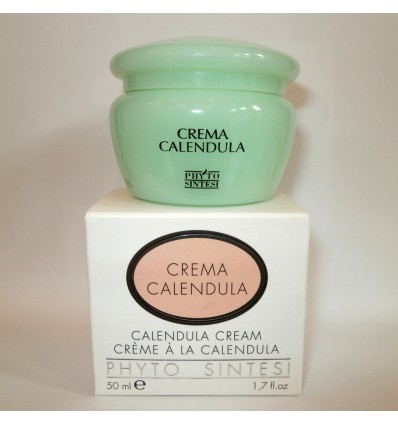 CREMA
CALENDULA
PHYTO
SINTESI
CREMA
CALENDULA
CALENDULA CREAM
CRÈME À LA CALENDULA
PHYTO SINTESI
50 ml ℮ 1,7 fl.oz